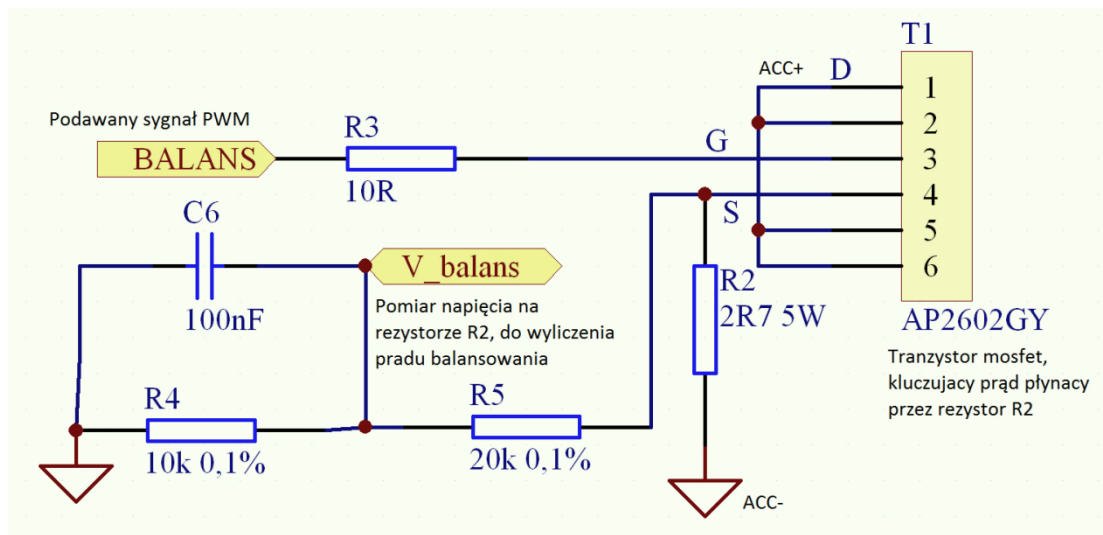 T1
ACC+
D
1
Podawany sygnał PWM
R3
2
BALANS
G
3
10R
4
C6
S
5
V_balans
6
100nF
Pomiar napięcia na
rezystorze R2, do wyliczenia
pradu balansowania
R2
2R7 5W
AP2602GY
Tranzystor mosfet,
kluczujacy prąd płynacy
przez rezystor R2
R4
R5
10k 0,1%
20k 0,1%
ACC-